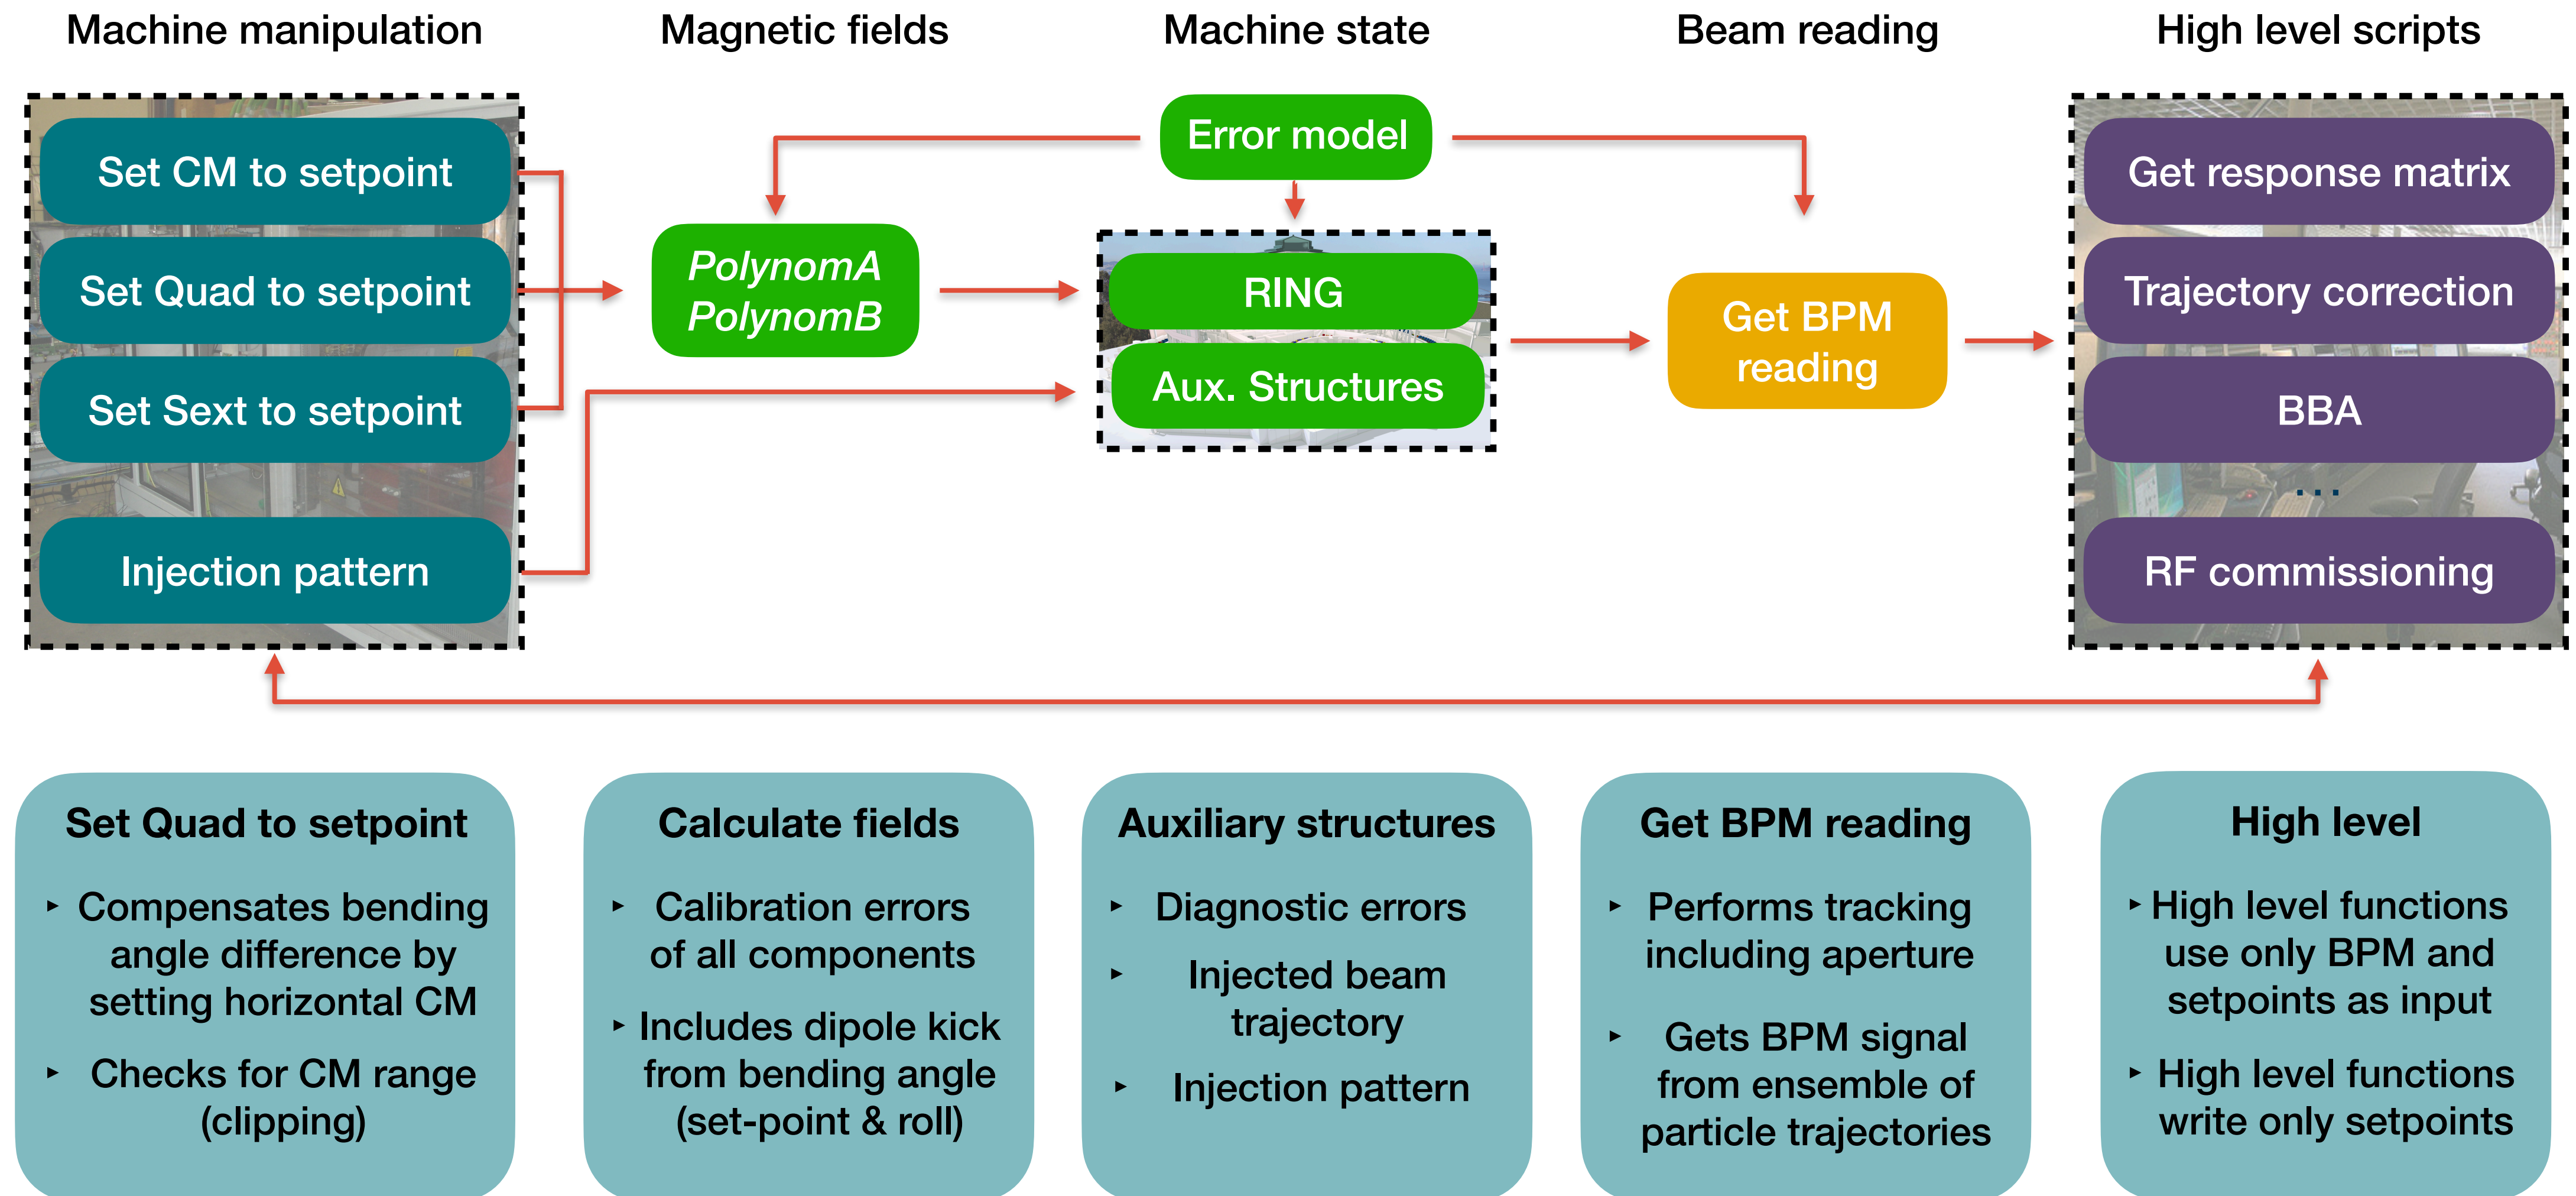 Machine manipulation
Magnetic fields
Machine state
Beam reading
High level scripts
Set CM to setpoint
Set Quad to setpoint
Set Sext to setpoint
Injection pattern
PolynomA
PolynomB
Error model
RING
Aux. Structures
Get BPM
reading
Get response matrix
Trajectory correction
BBA
...
RF commissioning
Set Quad to setpoint
‣ Compensates bending
angle difference by
setting horizontal CM
‣ Checks for CM range
(clipping)
Calculate fields
‣ Calibration errors
of all components
‣ Includes dipole kick
from bending angle
(set-point & roll)
Auxiliary structures
‣ Diagnostic errors
‣ Injected beam
trajectory
‣ Injection pattern
Get BPM reading
‣ Performs tracking
including aperture
‣ Gets BPM signal
from ensemble of
particle trajectories
High level
‣ High level functions
use only BPM and
setpoints as input
‣ High level functions
write only setpoints